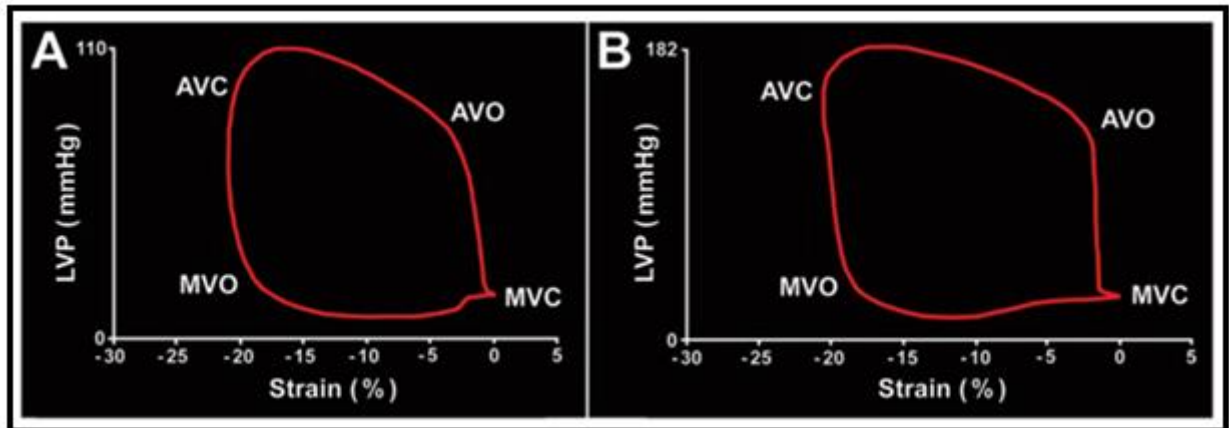 A
110
AVC
AVO
LVP (mmHg)
MVO
MVC
0
-30 -25 -20 -15 -10 -5 0 5
Strain (%)
B
182
AVC
AVO
LVP (mmHg)
MVO
MVC
0
-30 -25 -20 -15 -10 -5 0 5
Strain (%)